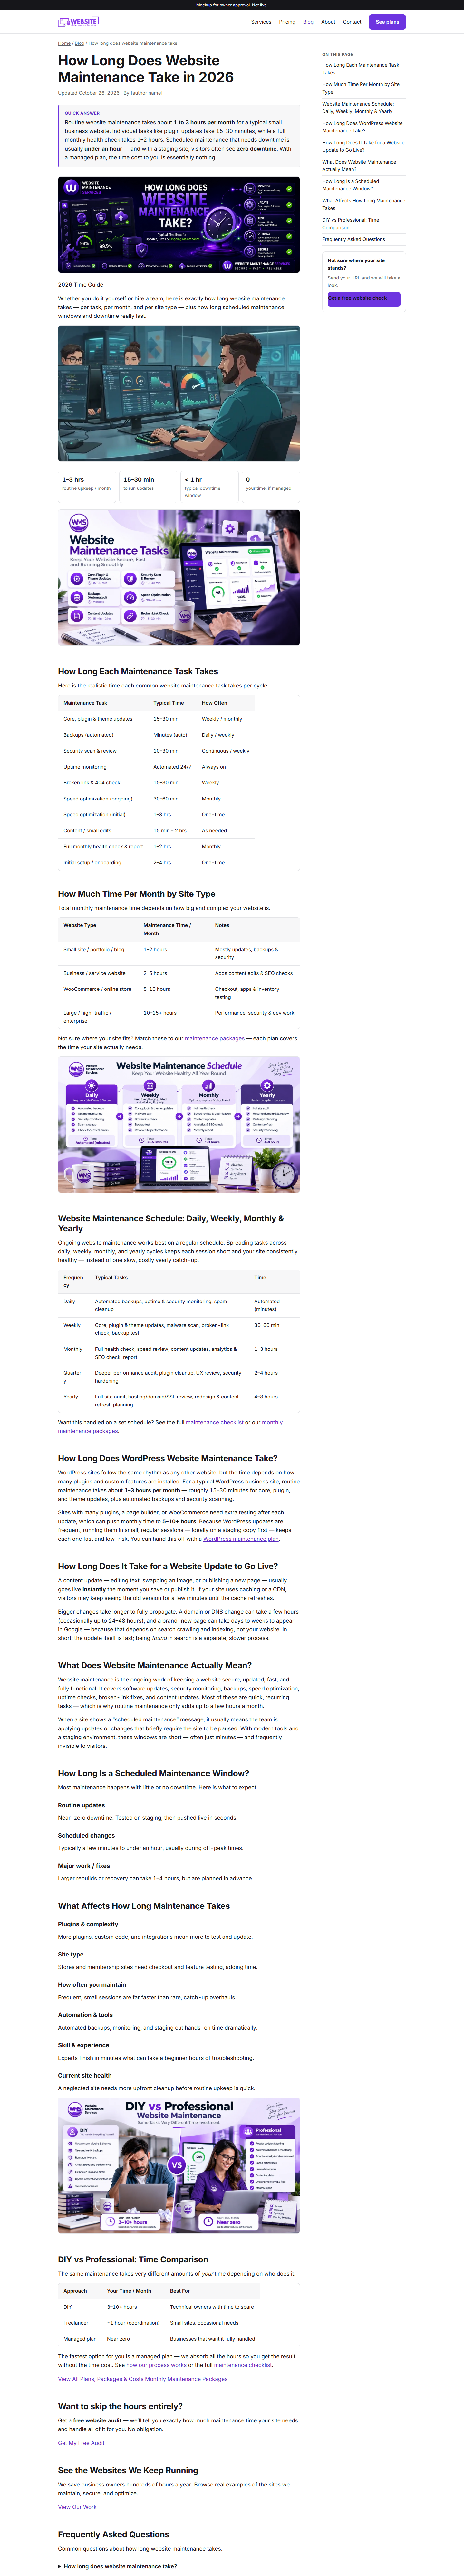 Mockup for owner approval. Not live.
WEBSITE
Services Pricing Blog About Contact See plans
Home / Blog / How long does website maintenance take
How Long Does Website
Maintenance Take in 2026
Updated October 26, 2026 · By [author name]
QUICK ANSWER
Routine website maintenance takes about 1 to 3 hours per month for a typical small
business website. Individual tasks like plugin updates take 15–30 minutes, while a full
monthly health check takes 1–2 hours. Scheduled maintenance that needs downtime is
usually under an hour — and with a staging site, visitors often see zero downtime. With
a managed plan, the time cost to you is essentially nothing.
HOW LONG DOES
WEBSITE
MAINTENANCE
TAKE?
2026 Time Guide
Whether you do it yourself or hire a team, here is exactly how long website maintenance
takes — per task, per month, and per site type — plus how long scheduled maintenance
windows and downtime really last.
1–3 hrs
routine upkeep / month
15–30 min
to run updates
< 1 hr
typical downtime
window
0
your time, if managed
WMS
Website
Maintenance Tasks
Keep Your Website Secure, Fast
and Running Smoothly
How Long Each Maintenance Task Takes
Here is the realistic time each common website maintenance task takes per cycle.
Maintenance Task Typical Time How Often
Core, plugin & theme updates 15–30 min Weekly / monthly
Backups (automated) Minutes (auto) Daily / weekly
Security scan & review 10–30 min Continuous / weekly
Uptime monitoring Automated 24/7 Always on
Broken link & 404 check 15–30 min Weekly
Speed optimization (ongoing) 30–60 min Monthly
Speed optimization (initial) 1–3 hrs One-time
Content / small edits 15 min – 2 hrs As needed
Full monthly health check & report 1–2 hrs Monthly
Initial setup / onboarding 2–4 hrs One-time
How Much Time Per Month by Site Type
Total monthly maintenance time depends on how big and complex your website is.
Website Type Maintenance Time / Month Notes
Small site / portfolio / blog 1–2 hours Mostly updates, backups & security
Business / service website 2–5 hours Adds content edits & SEO checks
WooCommerce / online store 5–10 hours Checkout, apps & inventory testing
Large / high-traffic / enterprise 10–15+ hours Performance, security & dev work
Not sure where your site fits? Match these to our maintenance packages — each plan covers
the time your site actually needs.
Website Maintenance Schedule
Keep Your Website Healthy All Year Round
Daily
Weekly
Monthly
Yearly
Website Maintenance Schedule: Daily, Weekly, Monthly &
Yearly
Ongoing website maintenance works best on a regular schedule. Spreading tasks across
daily, weekly, monthly, and yearly cycles keeps each session short and your site consistently
healthy — instead of one slow, costly yearly catch-up.
Frequency Typical Tasks Time
Daily Automated backups, uptime & security monitoring, spam cleanup Automated (minutes)
Weekly Core, plugin & theme updates, malware scan, broken-link check, backup test 30–60 min
Monthly Full health check, speed review, content updates, analytics & SEO check, report 1–3 hours
Quarterly Deeper performance audit, plugin cleanup, UX review, security hardening 2–4 hours
Yearly Full site audit, hosting/domain/SSL review, redesign & content refresh planning 4–8 hours
Want this handled on a set schedule? See the full maintenance checklist or our monthly
maintenance packages.
How Long Does WordPress Website Maintenance Take?
WordPress sites follow the same rhythm as any other website, but the time depends on how
many plugins and custom features are installed. For a typical WordPress business site, routine
maintenance takes about 1–3 hours per month — roughly 15–30 minutes for core, plugin,
and theme updates, plus automated backups and security scanning.
Sites with many plugins, a page builder, or WooCommerce need extra testing after each
update, which can push monthly time to 5–10+ hours. Because WordPress updates are
frequent, running them in small, regular sessions — ideally on a staging copy first — keeps
each one fast and low-risk. You can hand this off with a WordPress maintenance plan.
How Long Does It Take for a Website Update to Go Live?
A content update — editing text, swapping an image, or publishing a new page — usually
goes live instantly the moment you save or publish it. If your site uses caching or a CDN,
visitors may keep seeing the old version for a few minutes until the cache refreshes.
Bigger changes take longer to fully propagate. A domain or DNS change can take a few hours
(occasionally up to 24–48 hours), and a brand-new page can take days to weeks to appear
in Google — because that depends on search crawling and indexing, not your website. In
short: the update itself is fast; being found in search is a separate, slower process.
What Does Website Maintenance Actually Mean?
Website maintenance is the ongoing work of keeping a website secure, updated, fast, and
fully functional. It covers software updates, security monitoring, backups, speed optimization,
uptime checks, broken-link fixes, and content updates. Most of these are quick, recurring
tasks — which is why routine maintenance only adds up to a few hours a month.
When a site shows a "scheduled maintenance" message, it usually means the team is
applying updates or changes that briefly require the site to be paused. With modern tools and
a staging environment, these windows are short — often just minutes — and frequently
invisible to visitors.
How Long Is a Scheduled Maintenance Window?
Most maintenance happens with little or no downtime. Here is what to expect.
Routine updates
Near-zero downtime. Tested on staging, then pushed live in seconds.
Scheduled changes
Typically a few minutes to under an hour, usually during off-peak times.
Major work / fixes
Larger rebuilds or recovery can take 1–4 hours, but are planned in advance.
What Affects How Long Maintenance Takes
Plugins & complexity
More plugins, custom code, and integrations mean more to test and update.
Site type
Stores and membership sites need checkout and feature testing, adding time.
How often you maintain
Frequent, small sessions are far faster than rare, catch-up overhauls.
Automation & tools
Automated backups, monitoring, and staging cut hands-on time dramatically.
Skill & experience
Experts finish in minutes what can take a beginner hours of troubleshooting.
Current site health
A neglected site needs more upfront cleanup before routine upkeep is quick.
DIY vs Professional
Website Maintenance
DIY
VS
Professional
3–10+ hours
Near zero
DIY vs Professional: Time Comparison
The same maintenance takes very different amounts of your time depending on who does it.
Approach Your Time / Month Best For
DIY 3–10+ hours Technical owners with time to spare
Freelancer ~1 hour (coordination) Small sites, occasional needs
Managed plan Near zero Businesses that want it fully handled
The fastest option for you is a managed plan — we absorb all the hours so you get the result
without the time cost. See how our process works or the full maintenance checklist.
View All Plans, Packages & Costs Monthly Maintenance Packages
Want to skip the hours entirely?
Get a free website audit — we'll tell you exactly how much maintenance time your site needs
and handle all of it for you. No obligation.
Get My Free Audit
See the Websites We Keep Running
We save business owners hundreds of hours a year. Browse real examples of the sites we
maintain, secure, and optimize.
View Our Work
Frequently Asked Questions
Common questions about how long website maintenance takes.
How long does website maintenance take?
ON THIS PAGE
How Long Each Maintenance Task
Takes
How Much Time Per Month by Site
Type
Website Maintenance Schedule:
Daily, Weekly, Monthly & Yearly
How Long Does WordPress Website
Maintenance Take?
How Long Does It Take for a Website
Update to Go Live?
What Does Website Maintenance
Actually Mean?
How Long Is a Scheduled
Maintenance Window?
What Affects How Long Maintenance
Takes
DIY vs Professional: Time
Comparison
Frequently Asked Questions
Not sure where your site
stands?
Send your URL and we will take a
look.
Get a free website check